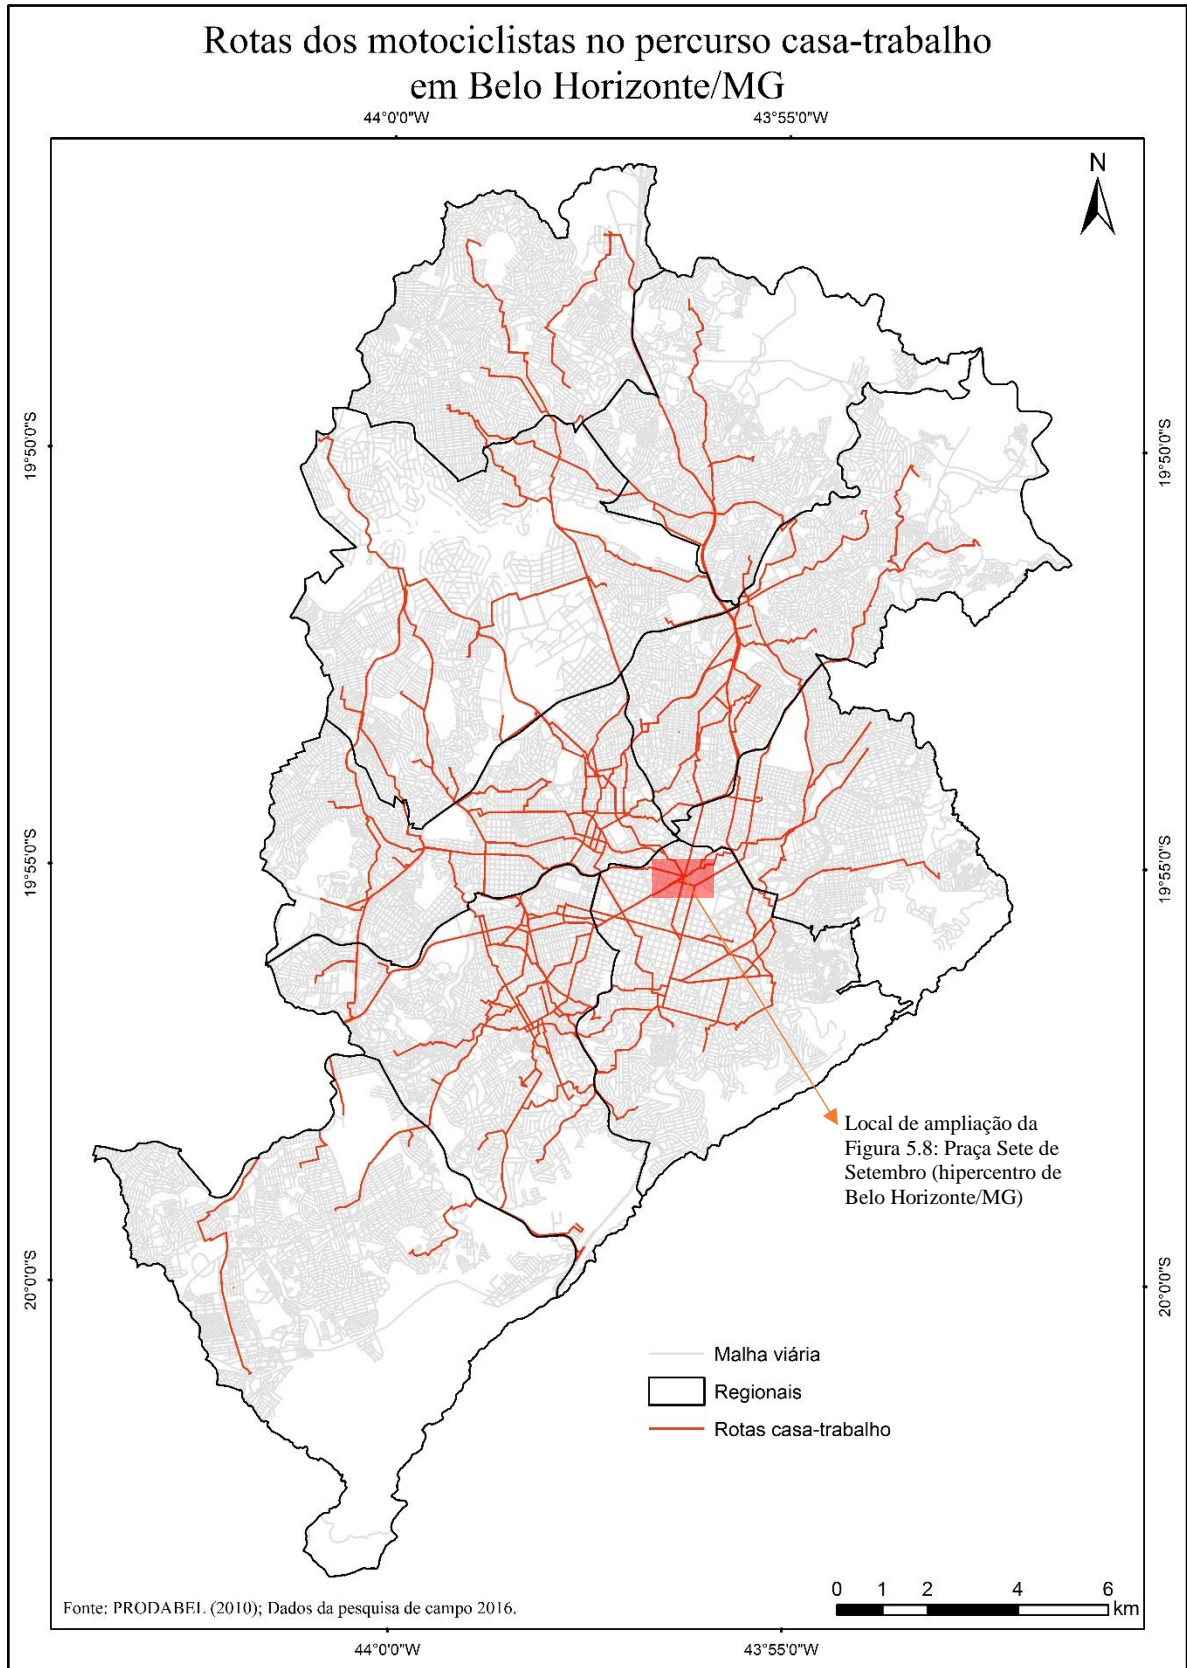 Rotas dos motociclistas no percurso casa-trabalho
em Belo Horizonte/MG
44°0'0"W
43°55'0"W
N
19°50'0"S
19°50'0"S
19°55'0"S
19°55'0"S
Local de ampliação da
Figura 5.8: Praça Sete de
Setembro (hipercentro de
Belo Horizonte/MG)
20°0'0"S
20°0'0"S
Malha viária
Regionais
Rotas casa-trabalho
0 1 2 4 6
km
Fonte: PRODABEL (2010); Dados da pesquisa de campo 2016.
44°0'0"W
43°55'0"W